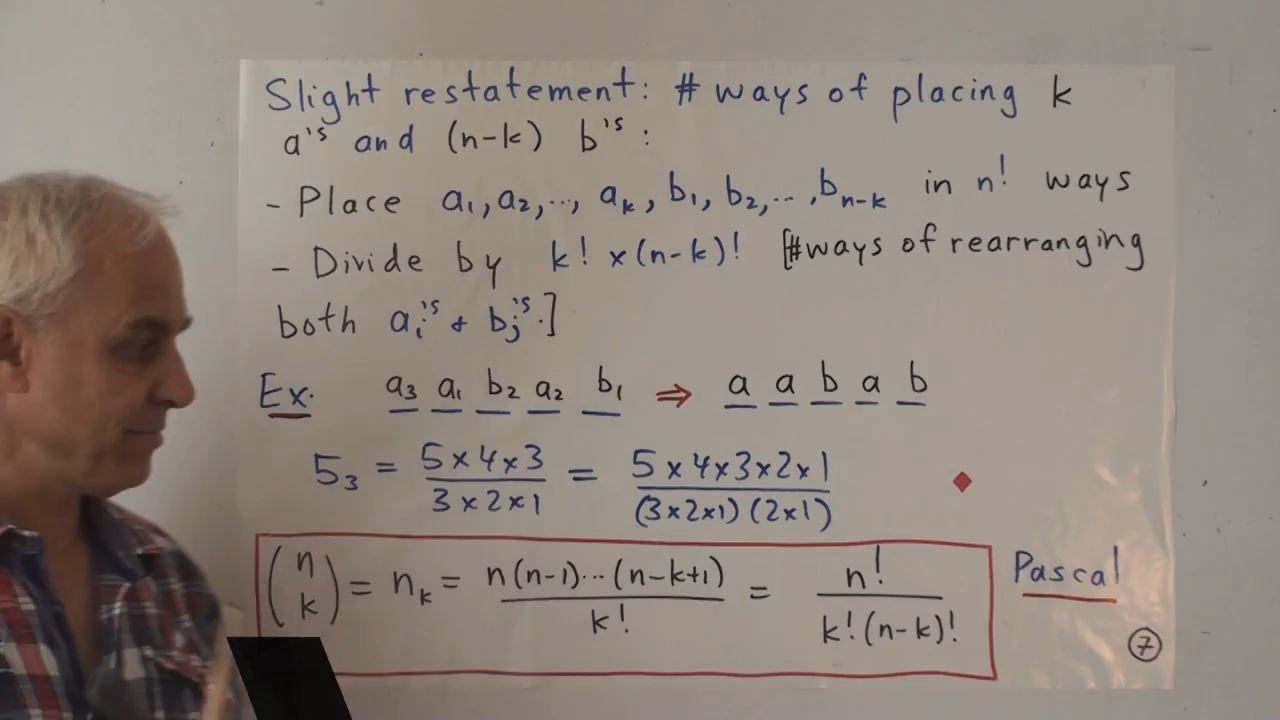 Slight restatement: # ways of placing k
a's and (n-k) b's:
- Place a₁, a₂, ..., aₖ, b₁, b₂, ..., bₙ₋ₖ in n! ways
- Divide by k! × (n-k)! [# ways of rearranging
both aᵢ's & bⱼ's.]
Ex. a₃ a₁ b₂ a₂ b₁ ⇒ a a b a b
5₃ = (5×4×3)/(3×2×1) = (5×4×3×2×1)/((3×2×1)(2×1))
(n k) = nₖ = (n(n-1)...(n-k+1))/k! = n!/(k!(n-k)!) Pascal
7